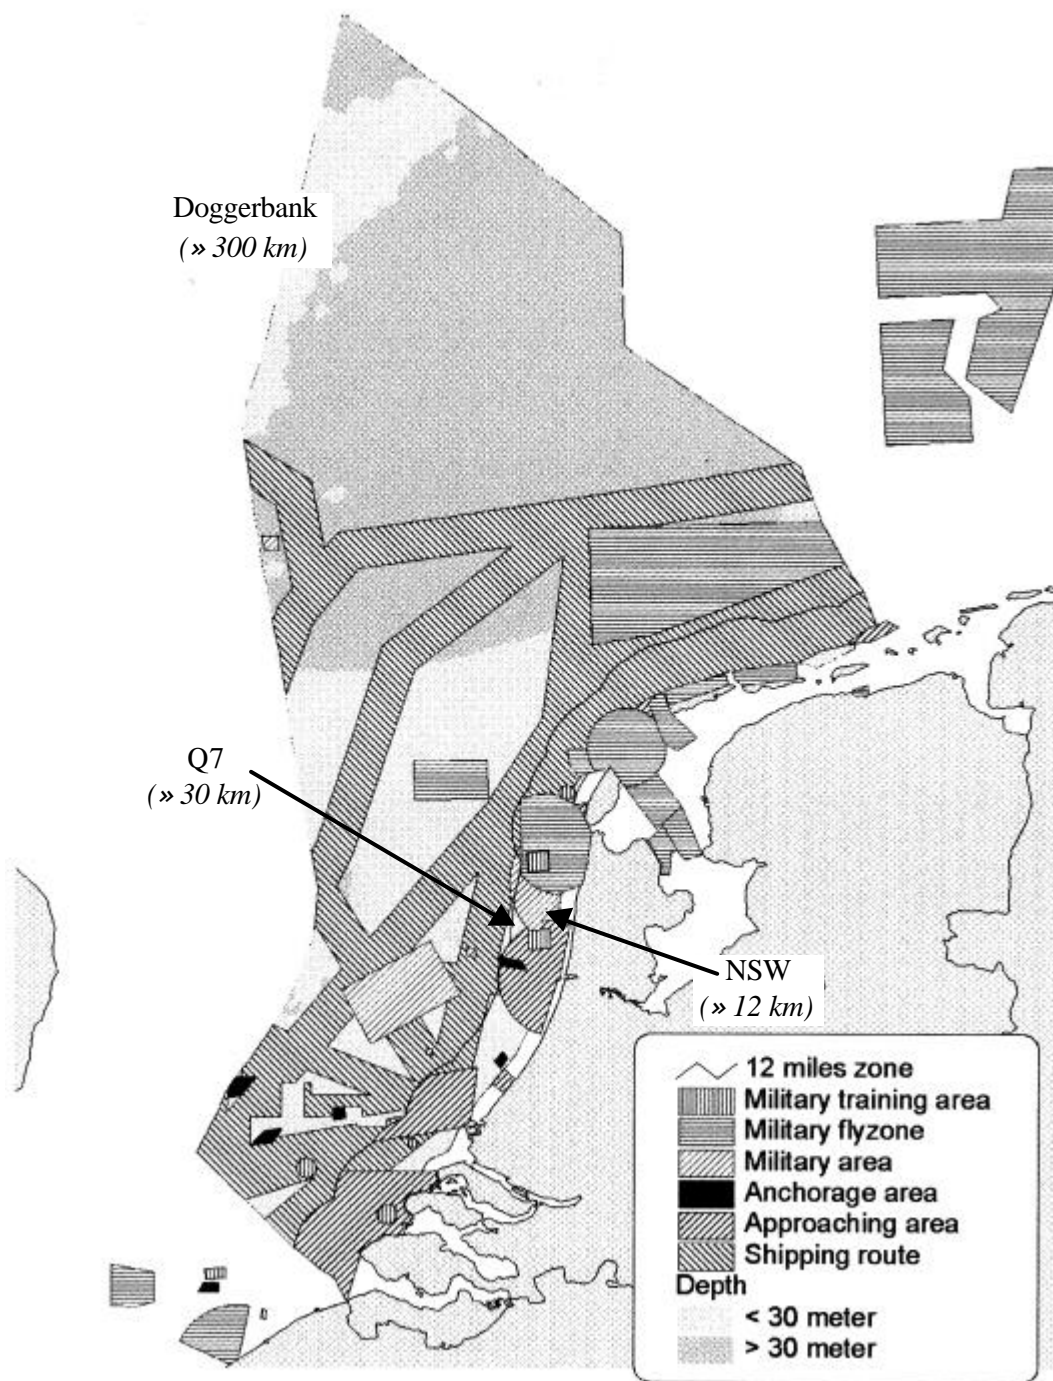 Doggerbank
(» 300 km)
Q7
(» 30 km)
NSW
(» 12 km)
12 miles zone
Military training area
Military flyzone
Military area
Anchorage area
Approaching area
Shipping route
Depth
< 30 meter
> 30 meter